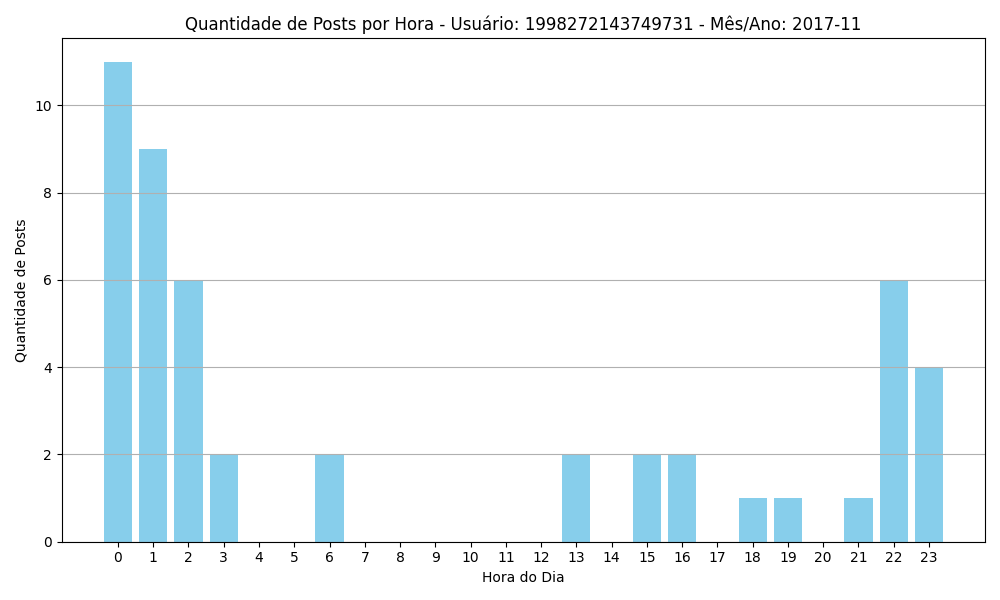 Quantidade de Posts por Hora - Usuário: 1998272143749731 - Mês/Ano: 2017-11
Quantidade de Posts
10
8
6
4
2
0
0 1 2 3 4 5 6 7 8 9 10 11 12 13 14 15 16 17 18 19 20 21 22 23
Hora do Dia